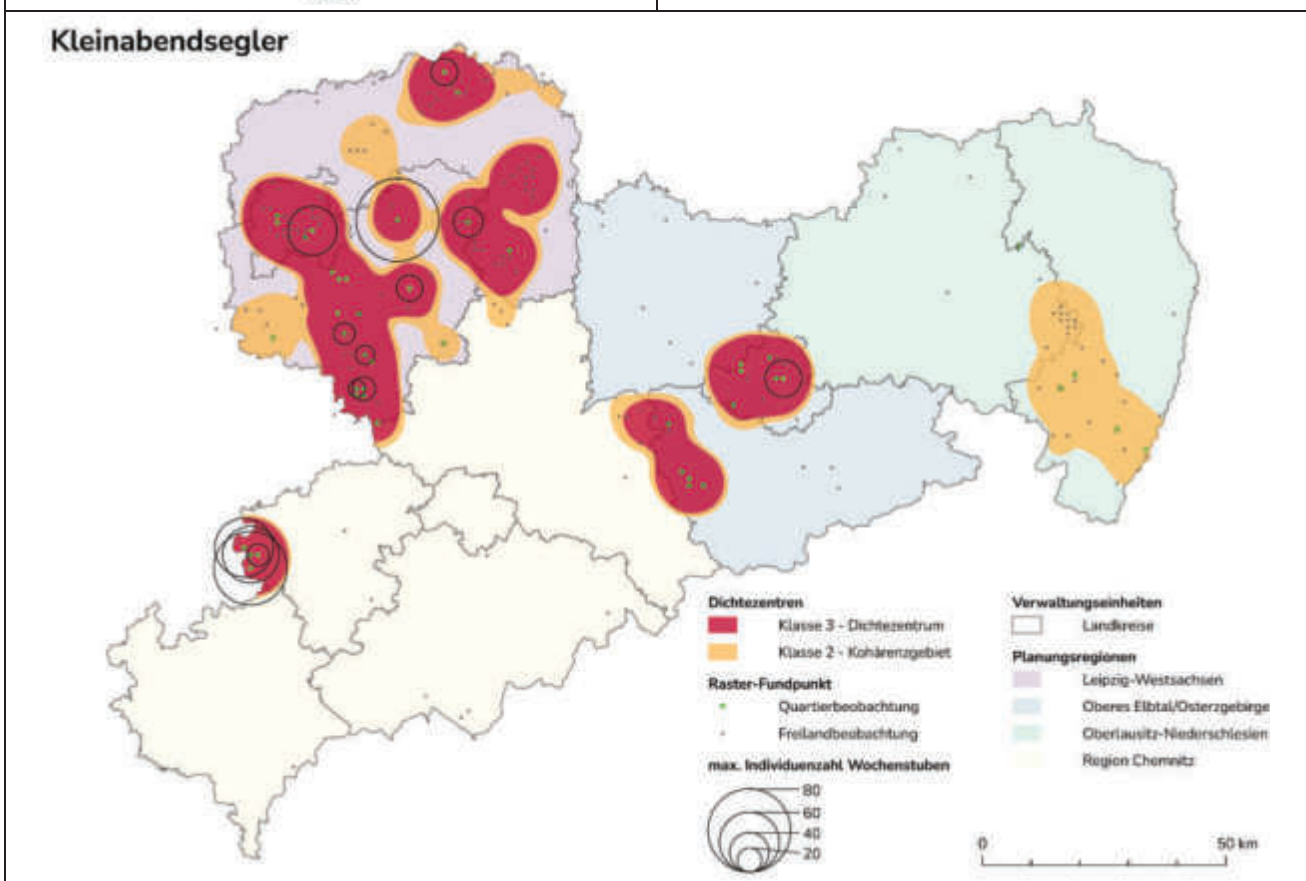 Kleinabendsegler
Dichtezentren
Klasse 3 - Dichtezentrum
Klasse 2 - Kohärenzgebiet
Raster-Fundpunkt
Quartierbeobachtung
Freilandbeobachtung
max. Individuenzahl Wochenstuben
80
60
40
20
Verwaltungseinheiten
Landkreise
Planungsregionen
Leipzig-Westsachsen
Oberes Elbtal/Osterzgebirge
Oberlausitz-Niederschlesien
Region Chemnitz
0 50 km